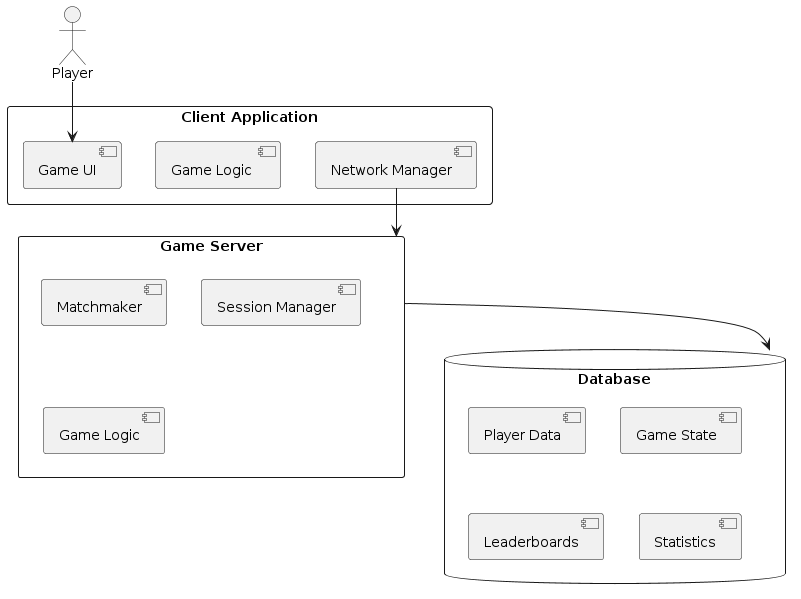 Player
Client Application
Game UI
Game Logic
Network Manager
Game Server
Matchmaker
Session Manager
Game Logic
Database
Player Data
Game State
Leaderboards
Statistics